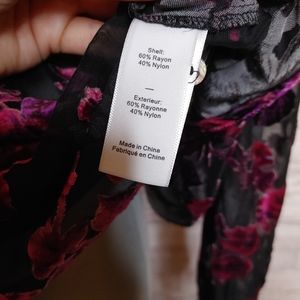 Shell:
60% Rayon
40% Nylon
—
Exterieur:
60% Rayonne
40% Nylon
—
Made in China
Fabriqué en Chine